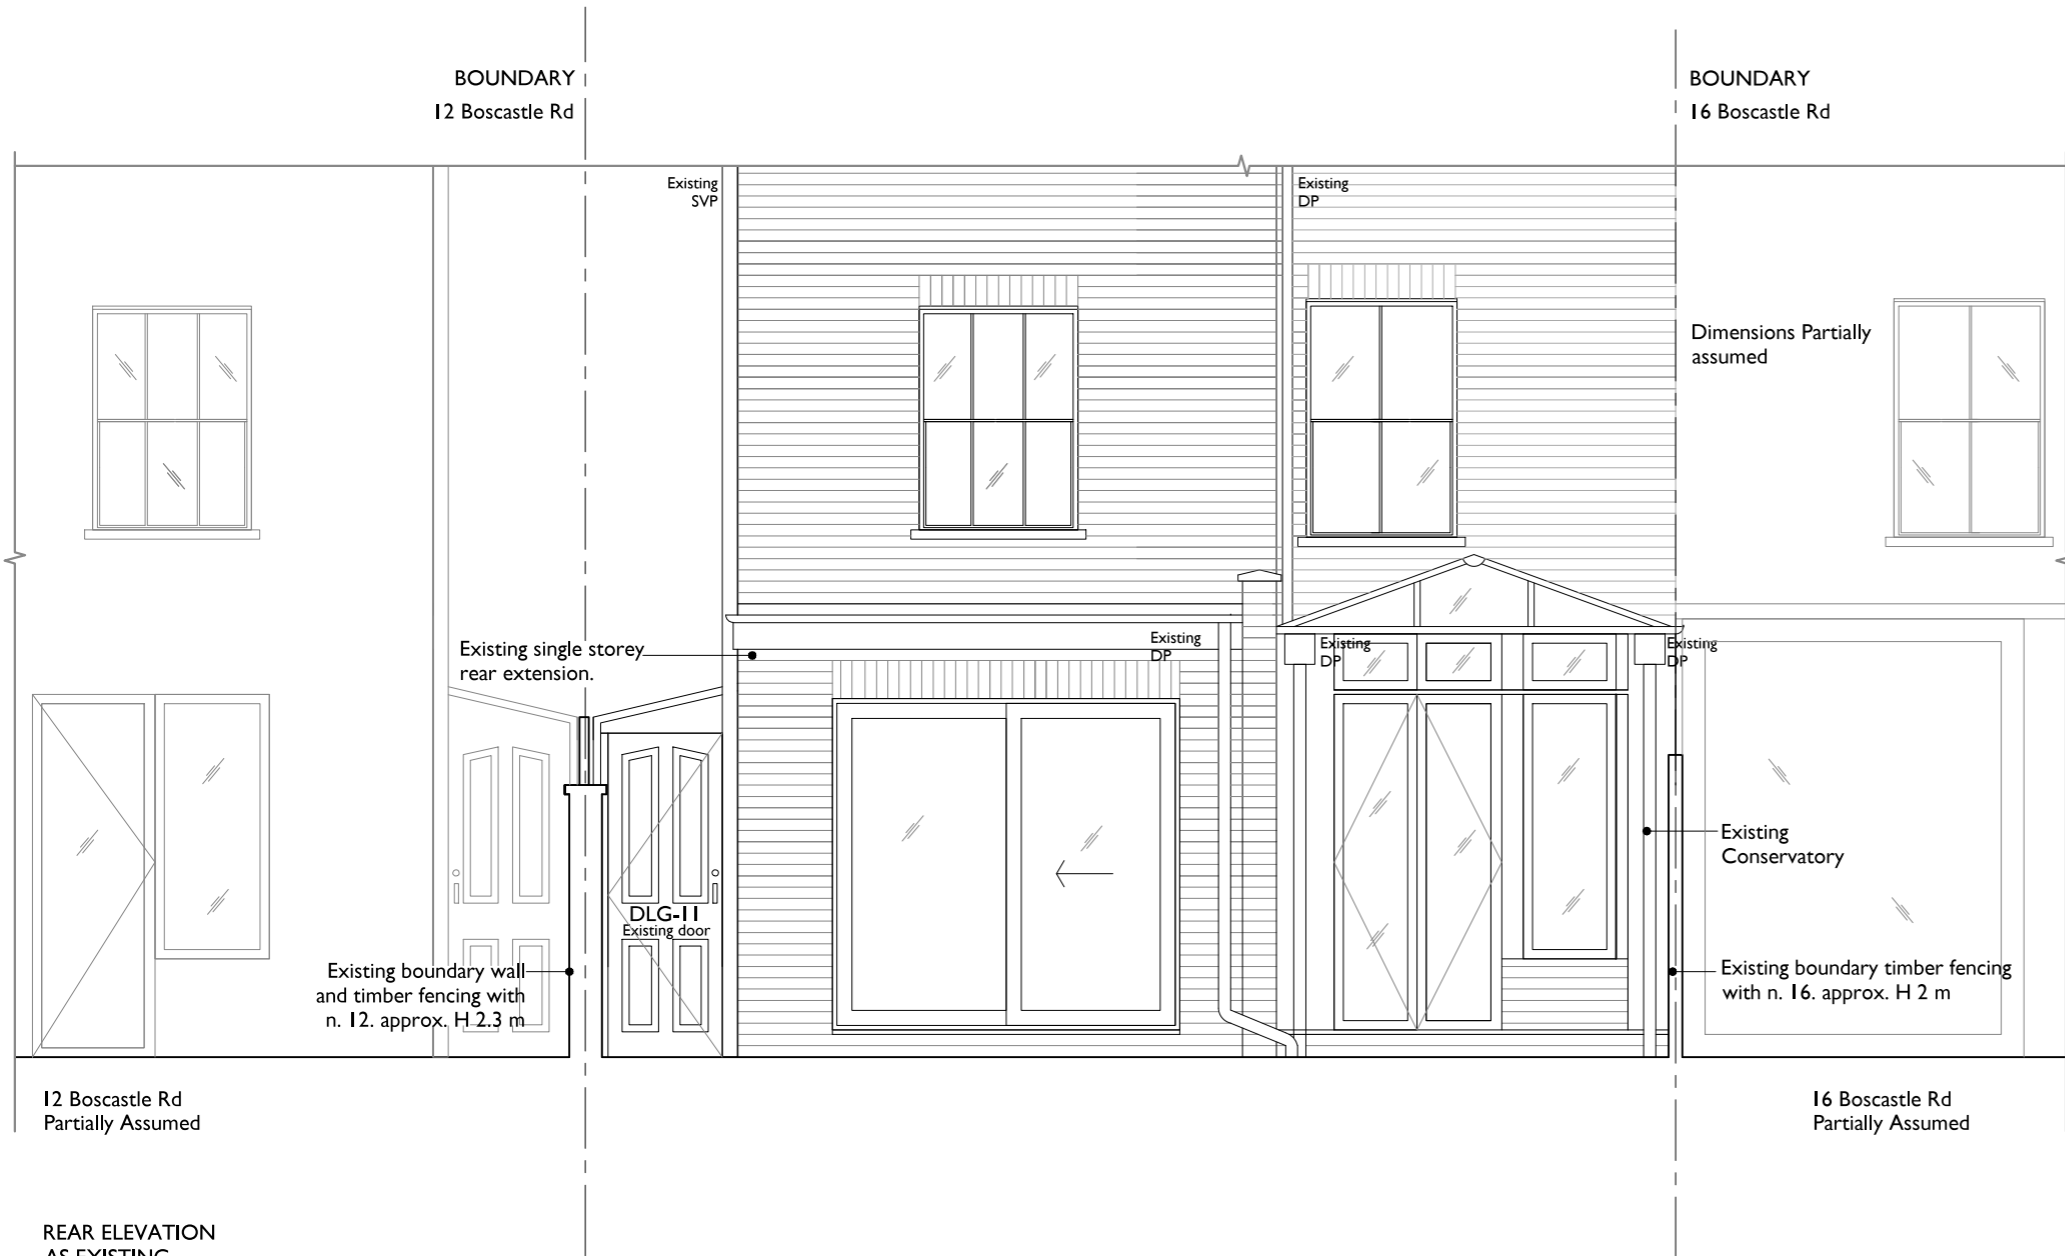 BOUNDARY
12 Boscastle Rd
BOUNDARY
16 Boscastle Rd
Existing
SVP
Existing
DP
Dimensions Partially
assumed
Existing single storey
rear extension.
Existing
DP
Existing
DP
Existing
DP
Existing
Conservatory
DLG-11
Existing door
Existing boundary wall
and timber fencing with
n. 12. approx. H 2.3 m
Existing boundary timber fencing
with n. 16. approx. H 2 m
12 Boscastle Rd
Partially Assumed
16 Boscastle Rd
Partially Assumed
REAR ELEVATION
AS EXISTING